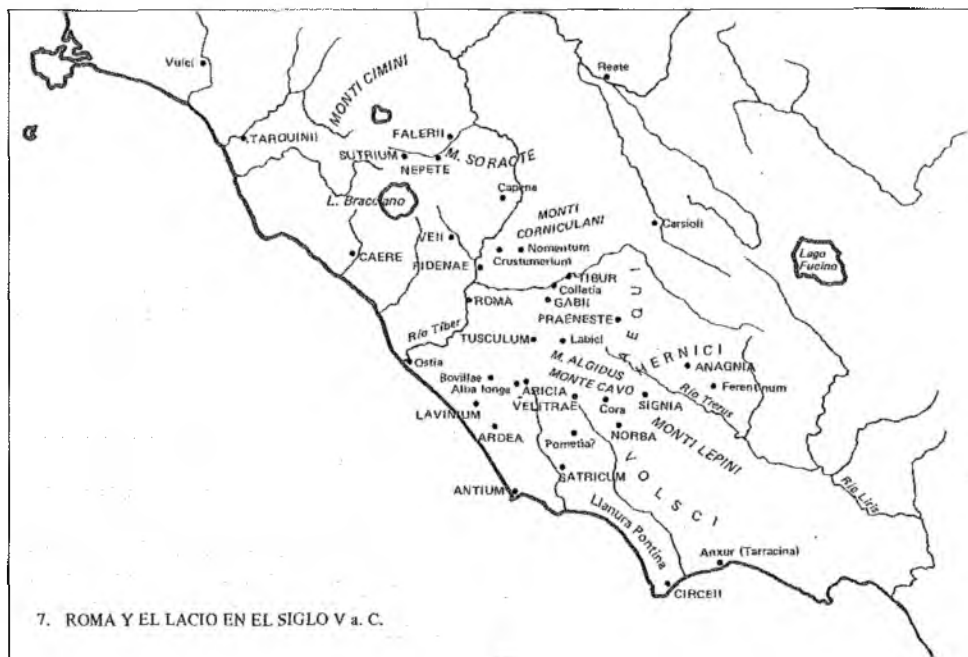 Vulci
Reate
MONTI CIMINI
TARQUINII
FALERII
SUTRIUM
M. SORACTE
NEPETE
Capena
L. Bracciano
MONTI
CORNICULANI
Carsioli
VEII
Nomentum
CAERE
FIDENAE
Crustumerium
Lago
Fucino
TIBUR
Collatia
ROMA
GABII
AEQUI
PRAENESTE
Río Tíber
TUSCULUM
Labici
HERNICI
Ostia
M. ALGIDUS
ANAGNIA
Bovillae
Alba longa
ARICIA
MONTE CAVO
Río Trerus
Ferentinum
LAVINIUM
VELITRAE
Cora
SIGNIA
ARDEA
Pometia?
NORBA
MONTI LEPINI
SATRICUM
VOLSCI
ANTIUM
Río Liris
Llanura Pontina
Anxur (Tarracina)
CIRCEII
7. ROMA Y EL LACIO EN EL SIGLO V a. C.